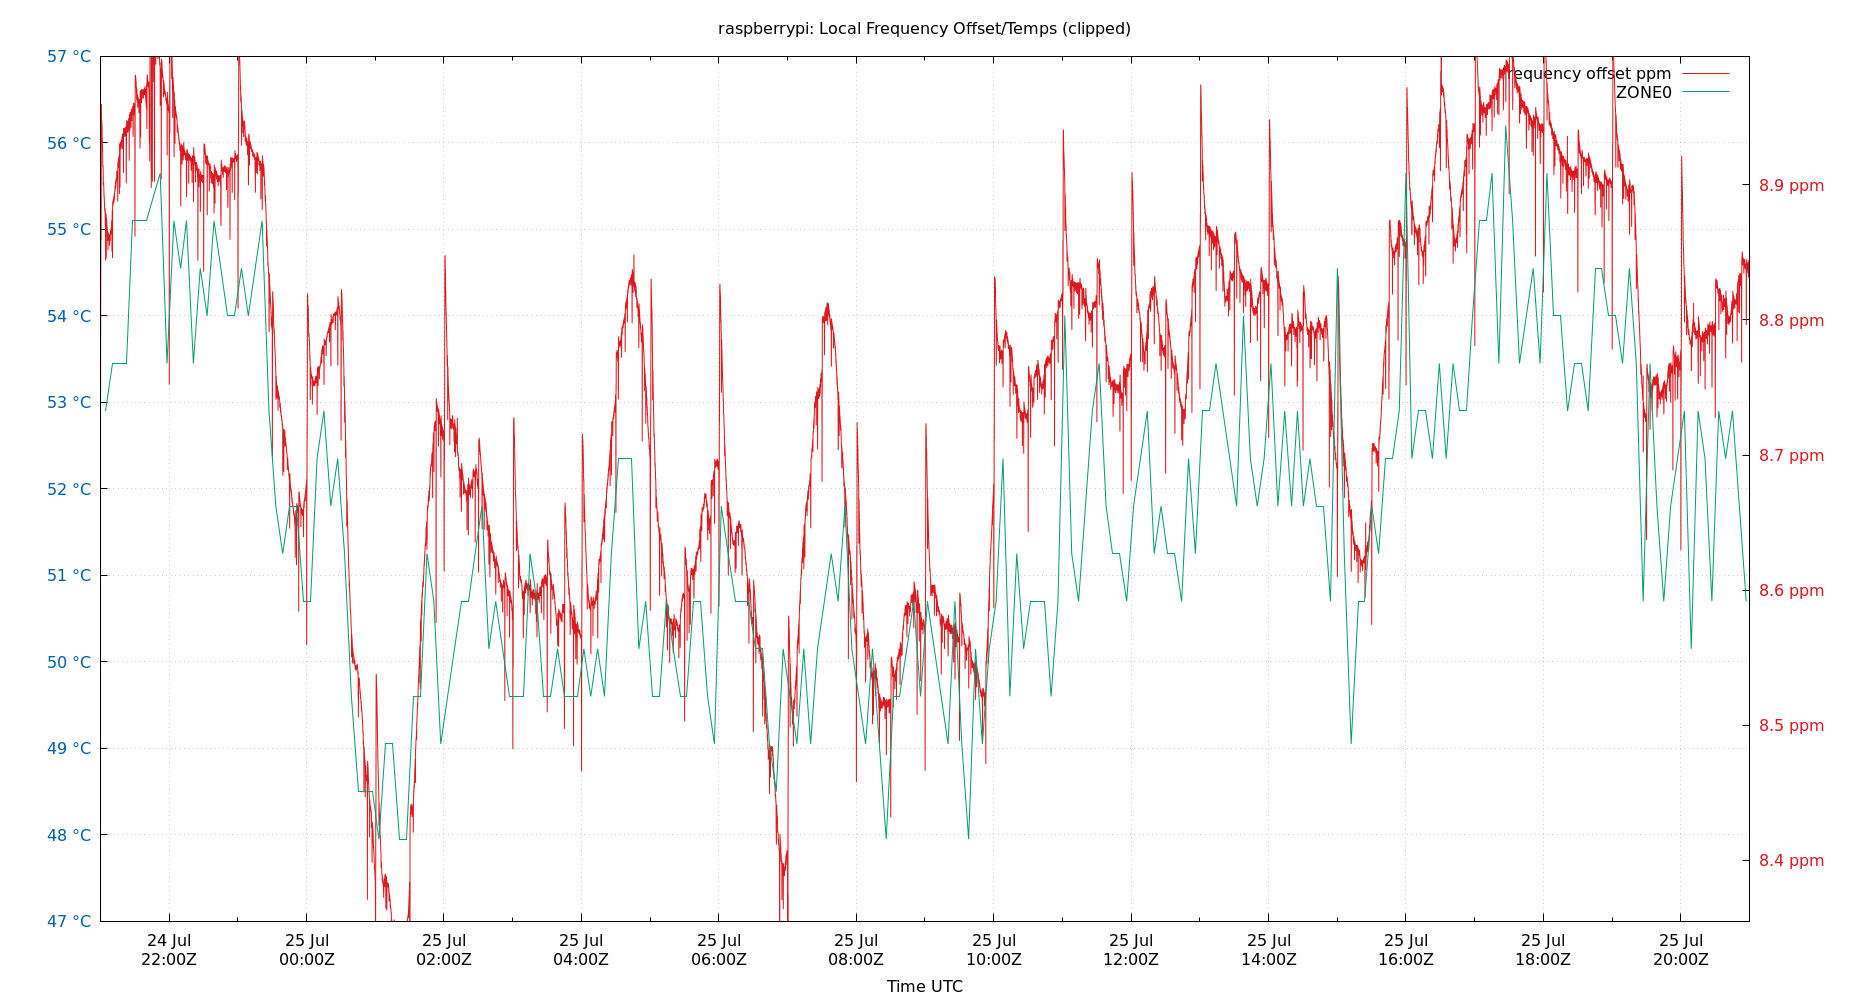 raspberrypi: Local Frequency Offset/Temps (clipped)
57 °C
56 °C
55 °C
54 °C
53 °C
52 °C
51 °C
50 °C
49 °C
48 °C
47 °C
equency offset ppm
ZONE0
8.9 ppm
8.8 ppm
8.7 ppm
8.6 ppm
8.5 ppm
8.4 ppm
24 Jul 25 Jul 25 Jul 25 Jul 25 Jul 25 Jul 25 Jul 25 Jul 25 Jul 25 Jul 25 Jul 25 Jul
22:00Z 00:00Z 02:00Z 04:00Z 06:00Z 08:00Z 10:00Z 12:00Z 14:00Z 16:00Z 18:00Z 20:00Z
Time UTC